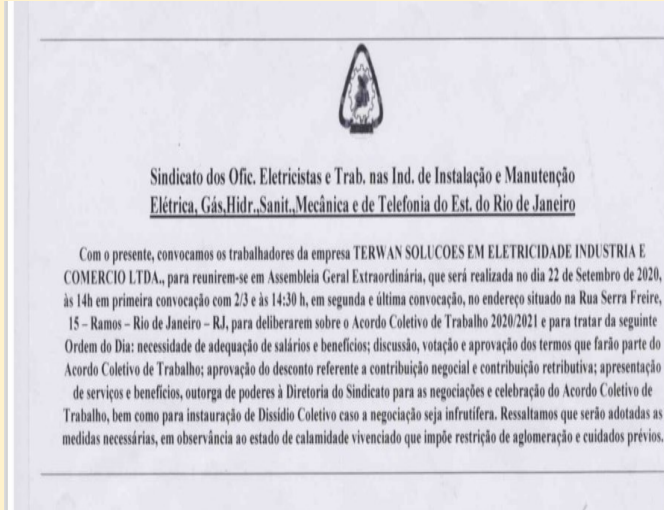 Sindicato dos Ofic. Eletricistas e Trab. nas Ind. de Instalação e Manutenção
Elétrica, Gás,Hidr.,Sanit.,Mecânica e de Telefonia do Est. do Rio de Janeiro
Com o presente, convocamos os trabalhadores da empresa TERWAN SOLUCOES EM ELETRICIDADE INDUSTRIA E
COMERCIO LTDA., para reunirem-se em Assembleia Geral Extraordinária, que será realizada no dia 22 de Setembro de 2020,
às 14h em primeira convocação com 2/3 e às 14:30 h, em segunda e última convocação, no endereço situado na Rua Serra Freire,
15 – Ramos – Rio de Janeiro – RJ, para deliberarem sobre o Acordo Coletivo de Trabalho 2020/2021 e para tratar da seguinte
Ordem do Dia: necessidade de adequação de salários e benefícios; discussão, votação e aprovação dos termos que farão parte do
Acordo Coletivo de Trabalho; aprovação do desconto referente a contribuição negocial e contribuição retributiva; apresentação
de serviços e benefícios, outorga de poderes à Diretoria do Sindicato para as negociações e celebração do Acordo Coletivo de
Trabalho, bem como para instauração de Dissídio Coletivo caso a negociação seja infrutífera. Ressaltamos que serão adotadas as
medidas necessárias, em observância ao estado de calamidade vivenciado que impõe restrição de aglomeração e cuidados prévios.